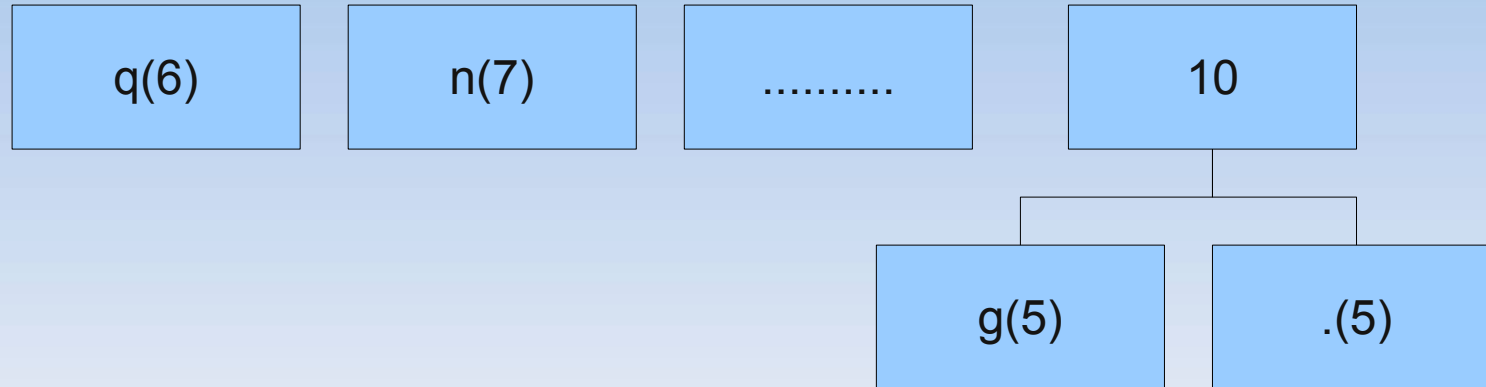 q(6) n(7) .......... 10
g(5) .(5)